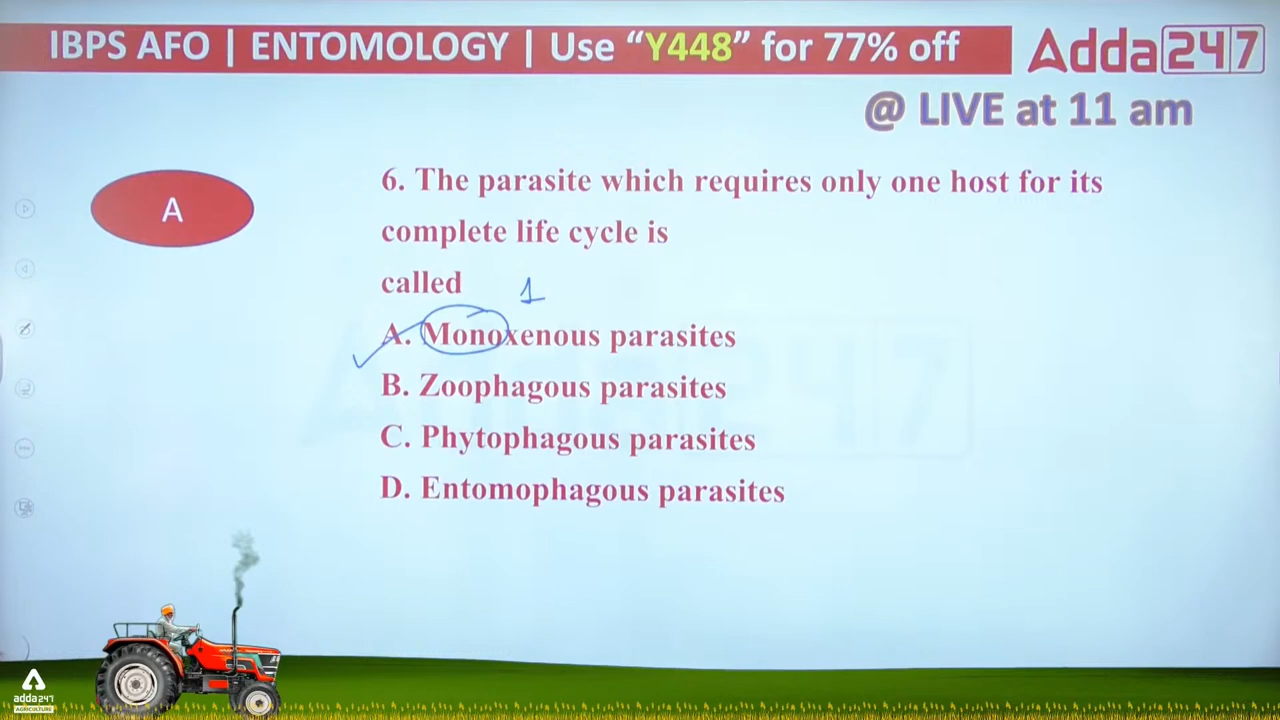 IBPS AFO | ENTOMOLOGY | Use “Y448” for 77% off
Adda247
@ LIVE at 11 am
A
6. The parasite which requires only one host for its
complete life cycle is
called
1
A. Monoxenous parasites
B. Zoophagous parasites
C. Phytophagous parasites
D. Entomophagous parasites
adda247
AGRICULTURE